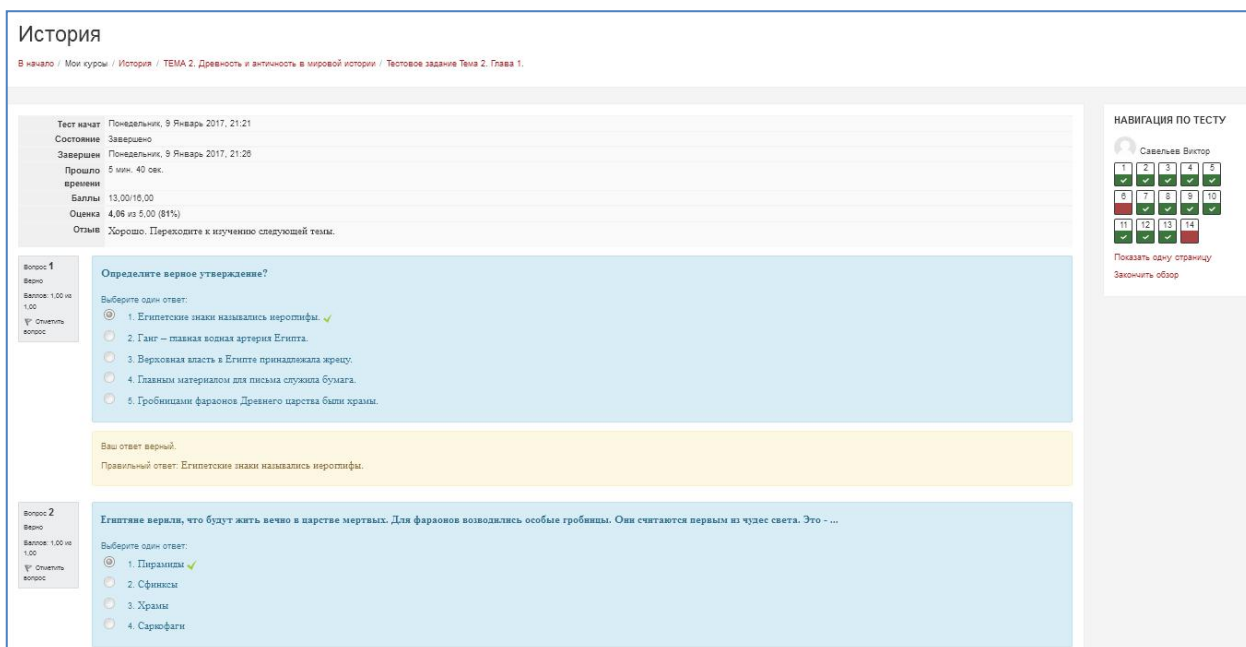 История
В начало / Мои курсы / История / ТЕМА 2. Древность и античность в мировой истории / Тестовое задание Тема 2. Глава 1.
Тест начат Понедельник, 9 Январь 2017, 21:21
Состояние Завершено
Завершен Понедельник, 9 Январь 2017, 21:26
Прошло времени 5 мин. 40 сек.
Баллы 13,00/16,00
Оценка 4,06 из 5,00 (81%)
Отзыв Хорошо. Переходите к изучению следующей темы.
Вопрос 1
Верно
Баллов: 1,00 из
1,00
Отметить
вопрос
Определите верное утверждение?
Выберите один ответ:
1. Египетские знаки назывались иероглифы.
2. Ганг – главная водная артерия Египта.
3. Верховная власть в Египте принадлежала жрецу.
4. Главным материалом для письма служила бумага.
5. Гробницами фараонов Древнего царства были храмы.
Ваш ответ верный.
Правильный ответ: Египетские знаки назывались иероглифы.
Вопрос 2
Верно
Баллов: 1,00 из
1,00
Отметить
вопрос
Египтяне верили, что будут жить вечно в царстве мертвых. Для фараонов возводились особые гробницы. Они считаются первым из чудес света. Это - ...
Выберите один ответ:
1. Пирамиды
2. Сфинксы
3. Храмы
4. Саркофаги
НАВИГАЦИЯ ПО ТЕСТУ
Савельев Виктор
1 2 3 4 5
6 7 8 9 10
11 12 13 14
Показать одну страницу
Закончить обзор